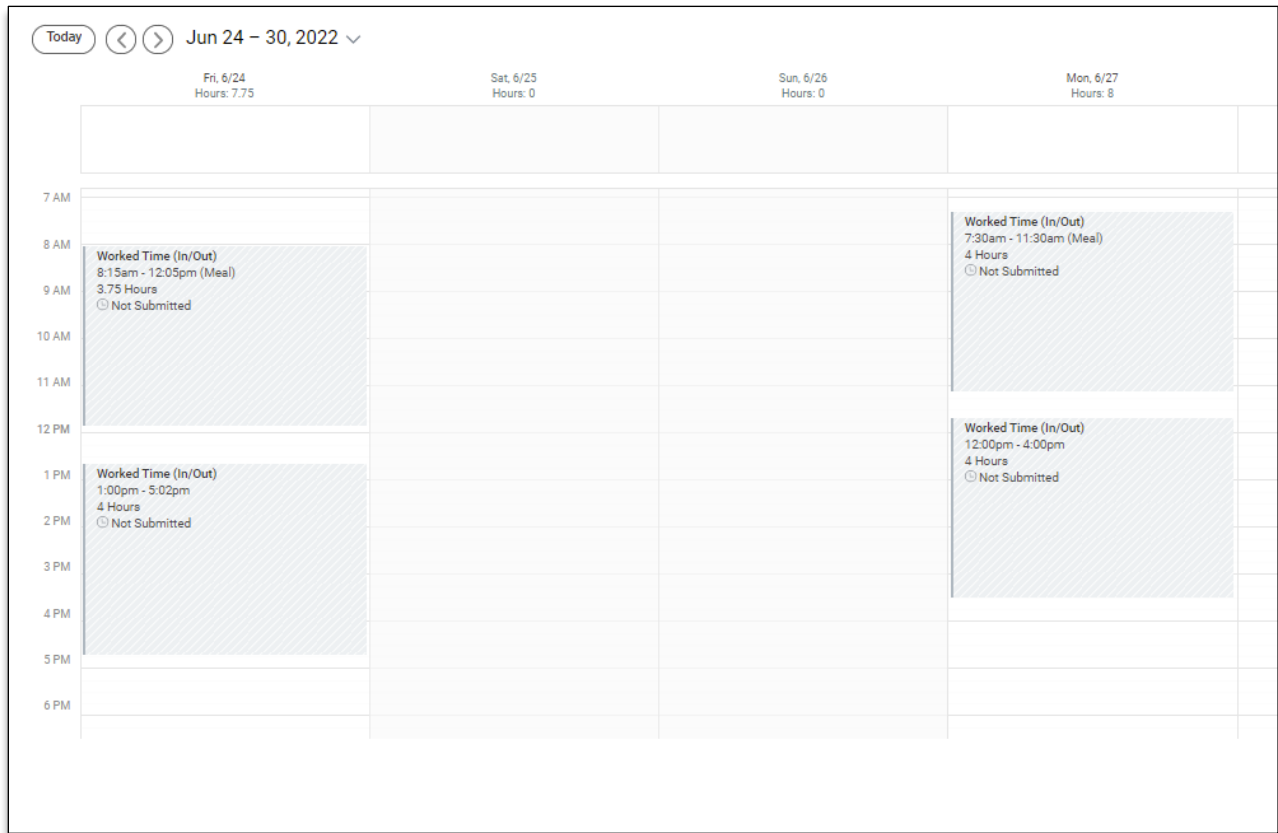 Today
Jun 24 – 30, 2022
Fri, 6/24
Hours: 7.75
Sat, 6/25
Hours: 0
Sun, 6/26
Hours: 0
Mon, 6/27
Hours: 8
7 AM
8 AM
9 AM
10 AM
11 AM
12 PM
1 PM
2 PM
3 PM
4 PM
5 PM
6 PM
Worked Time (In/Out)
8:15am - 12:05pm (Meal)
3.75 Hours
Not Submitted
Worked Time (In/Out)
1:00pm - 5:02pm
4 Hours
Not Submitted
Worked Time (In/Out)
7:30am - 11:30am (Meal)
4 Hours
Not Submitted
Worked Time (In/Out)
12:00pm - 4:00pm
4 Hours
Not Submitted